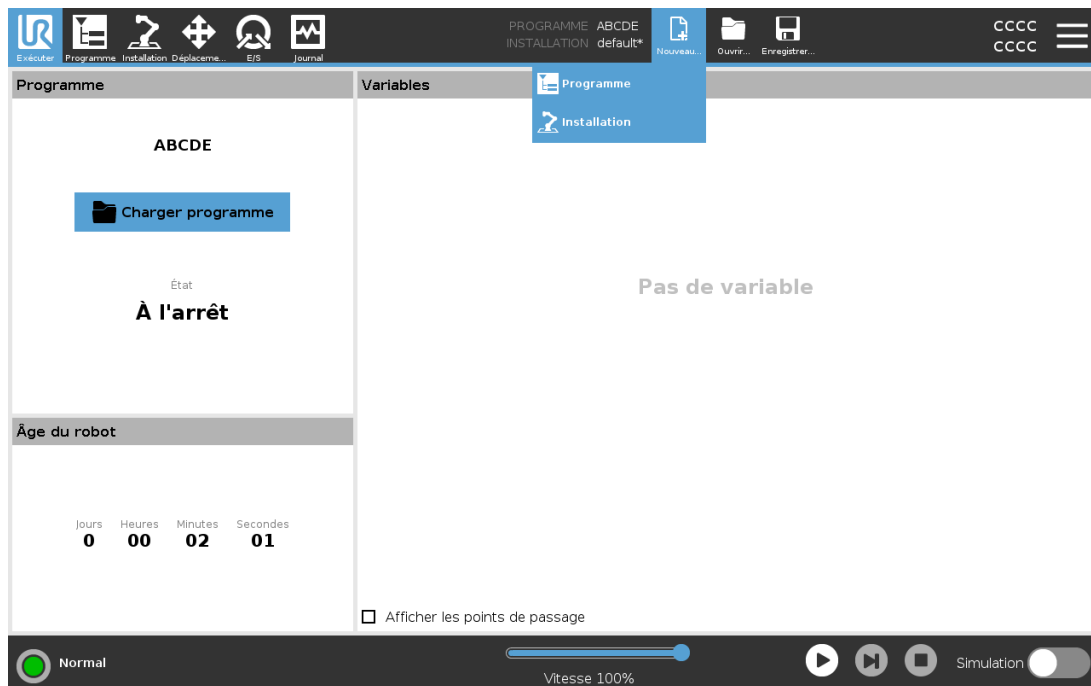 PROGRAMME ABCDE
INSTALLATION default*
CCCC
CCCC
Exécuter
Programme
Installation
Déplaceme...
E/S
Journal
Nouveau...
Ouvrir...
Enregistrer...
Programme
Installation
Programme
ABCDE
Charger programme
État
À l'arrêt
Variables
Pas de variable
Âge du robot
Jours Heures Minutes Secondes
0 00 02 01
Afficher les points de passage
Normal
Vitesse 100%
Simulation